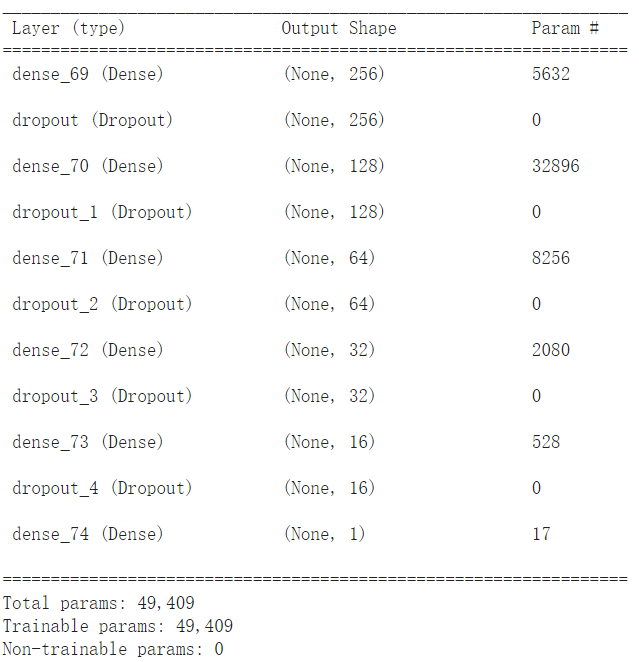 _________________________________________________________________
Layer (type)                Output Shape              Param #
=================================================================
dense_69 (Dense)            (None, 256)               5632
dropout (Dropout)           (None, 256)               0
dense_70 (Dense)            (None, 128)               32896
dropout_1 (Dropout)         (None, 128)               0
dense_71 (Dense)            (None, 64)                8256
dropout_2 (Dropout)         (None, 64)                0
dense_72 (Dense)            (None, 32)                2080
dropout_3 (Dropout)         (None, 32)                0
dense_73 (Dense)            (None, 16)                528
dropout_4 (Dropout)         (None, 16)                0
dense_74 (Dense)            (None, 1)                 17
=================================================================
Total params: 49,409
Trainable params: 49,409
Non-trainable params: 0